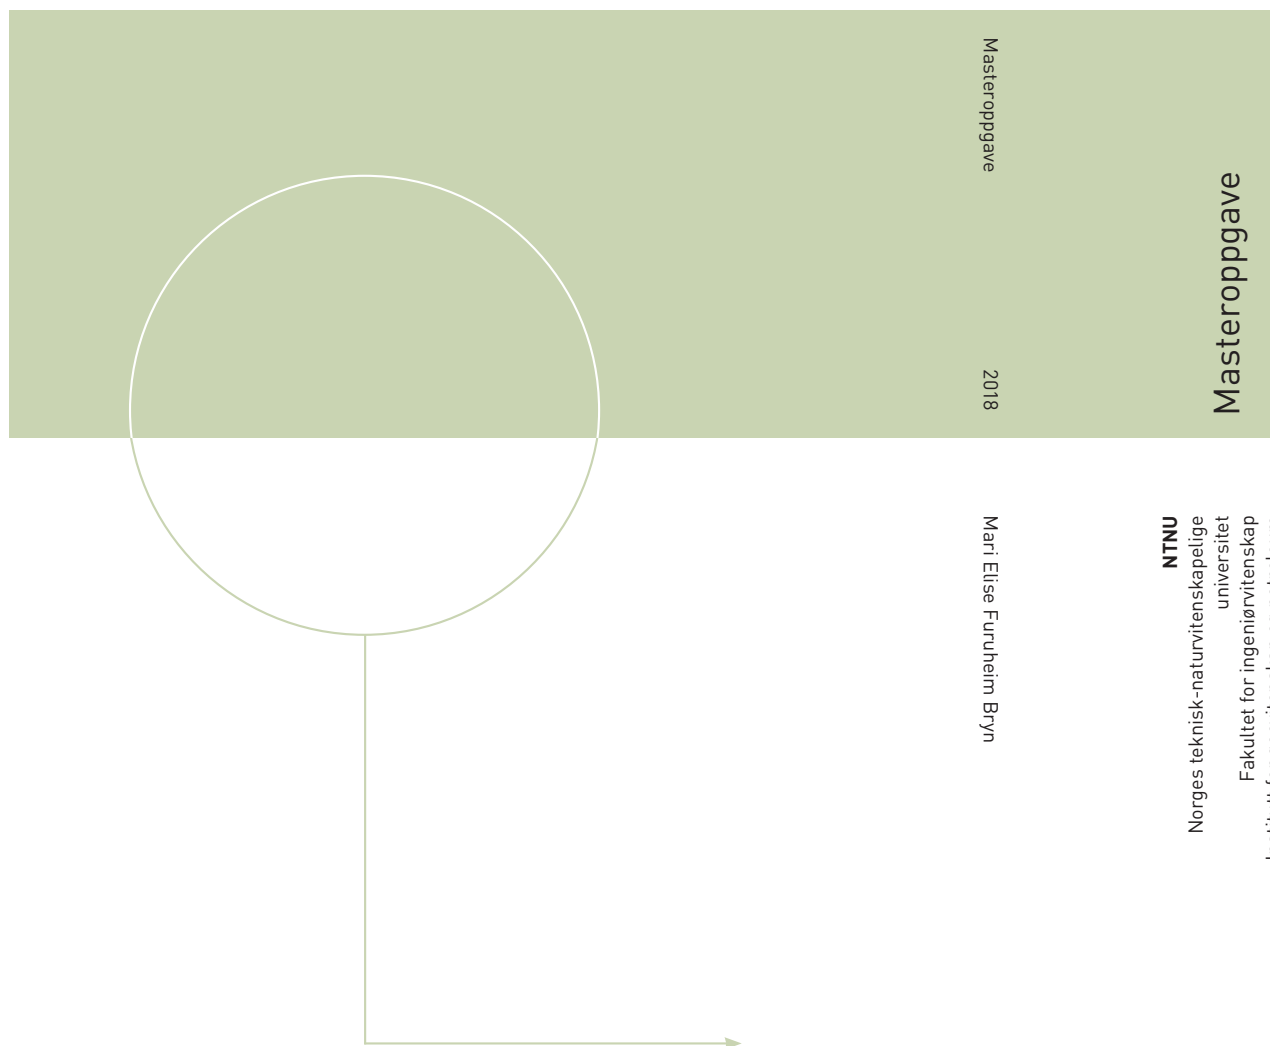 Masteroppgave
2018
Mari Elise Furuheim Bryn
Masteroppgave
NTNU
Norges teknisk-naturvitenskapelige
universitet
Fakultet for ingeniørvitenskap